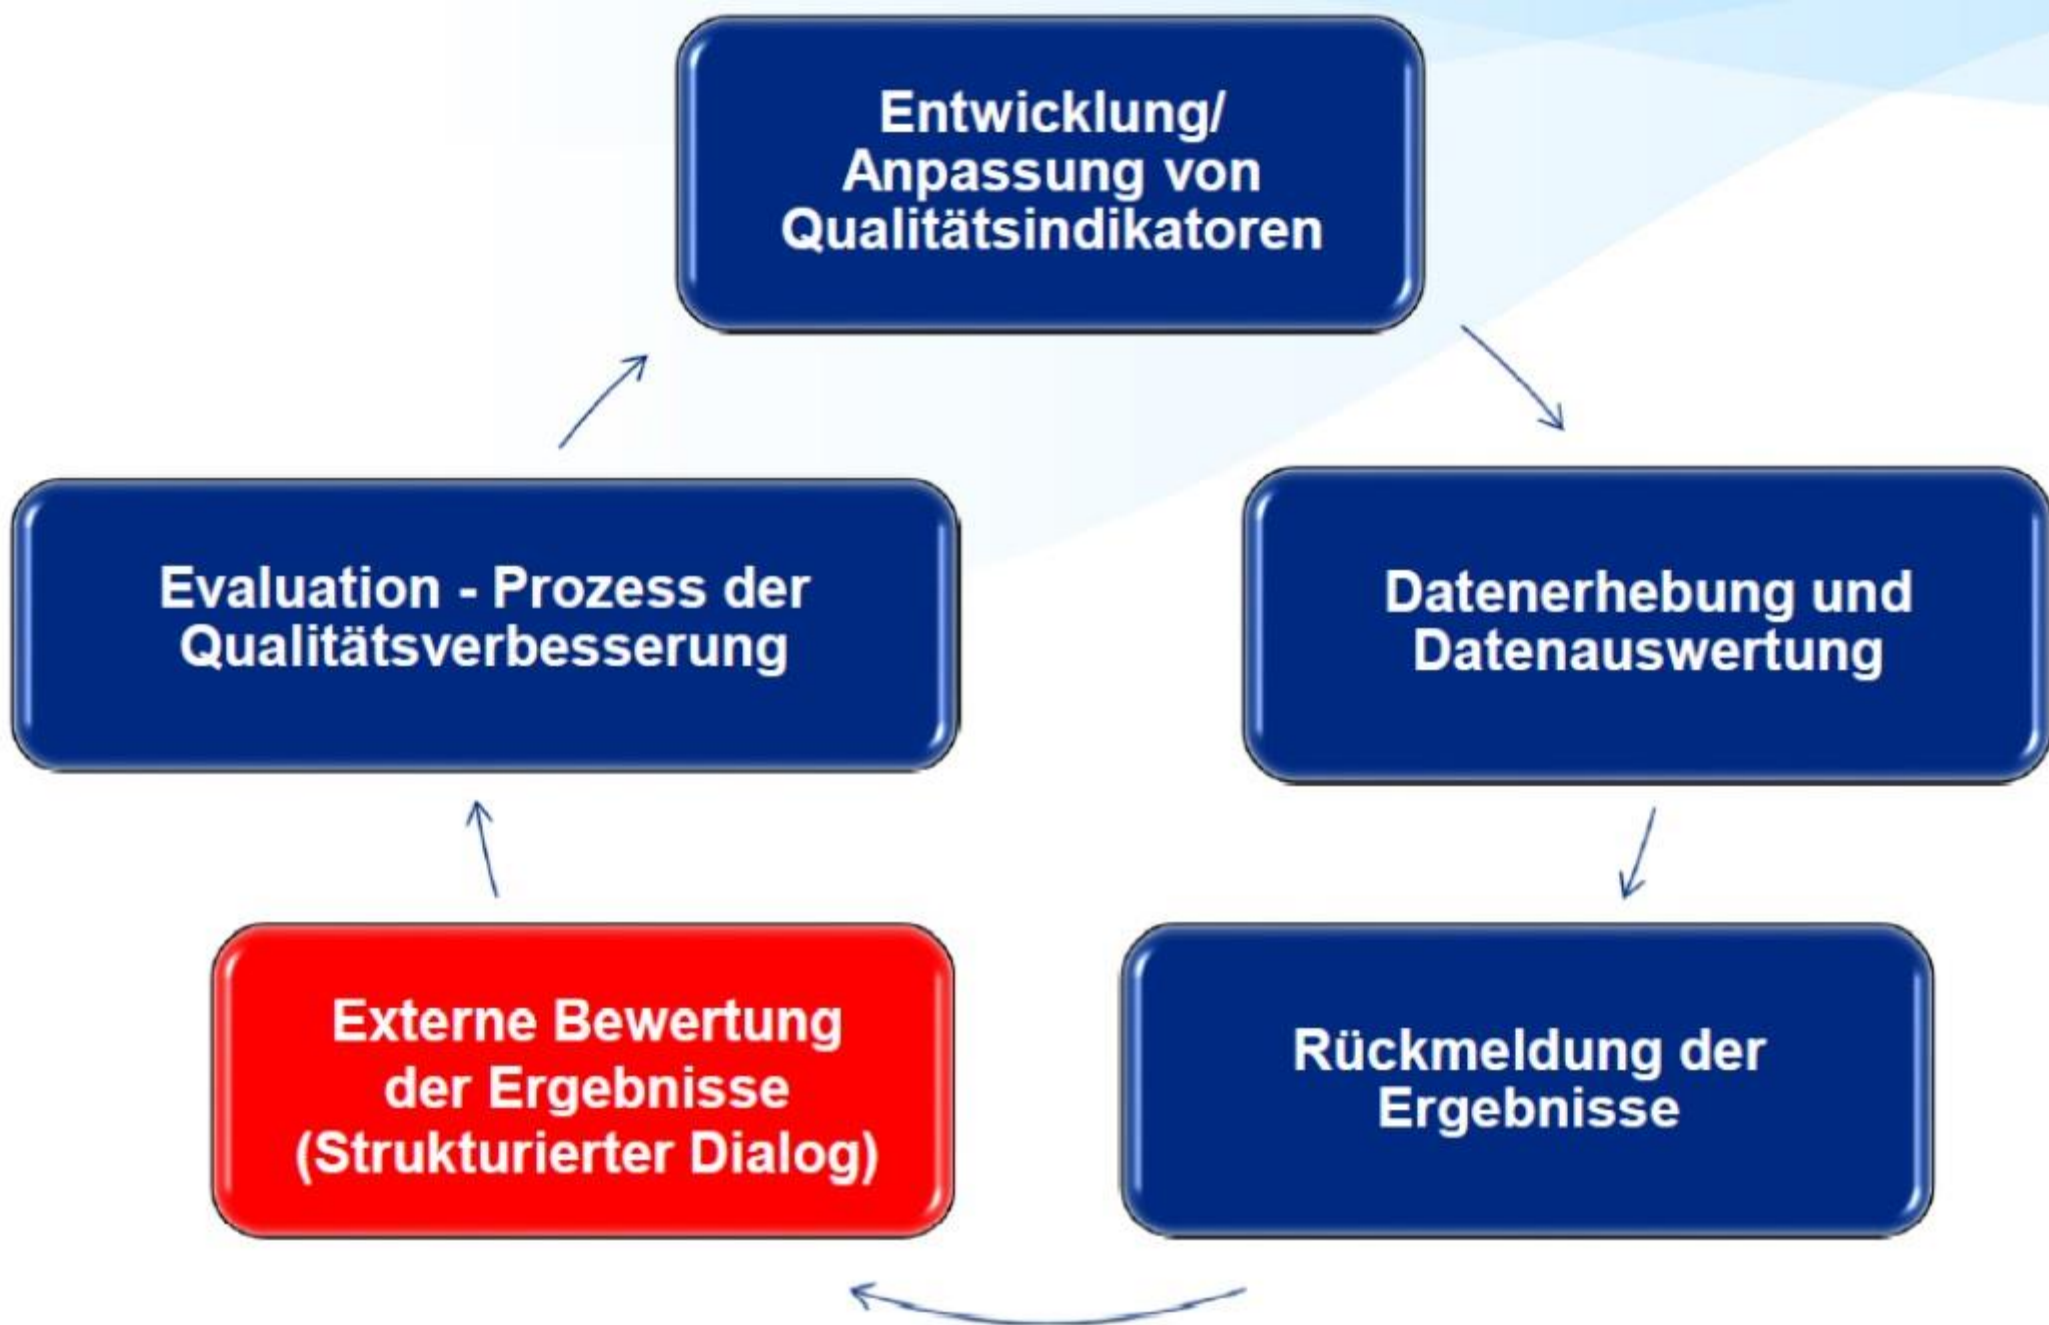 Entwicklung/
Anpassung von
Qualitätsindikatoren
Evaluation - Prozess der
Qualitätsverbesserung
Datenerhebung und
Datenauswertung
Externe Bewertung
der Ergebnisse
(Strukturierter Dialog)
Rückmeldung der
Ergebnisse